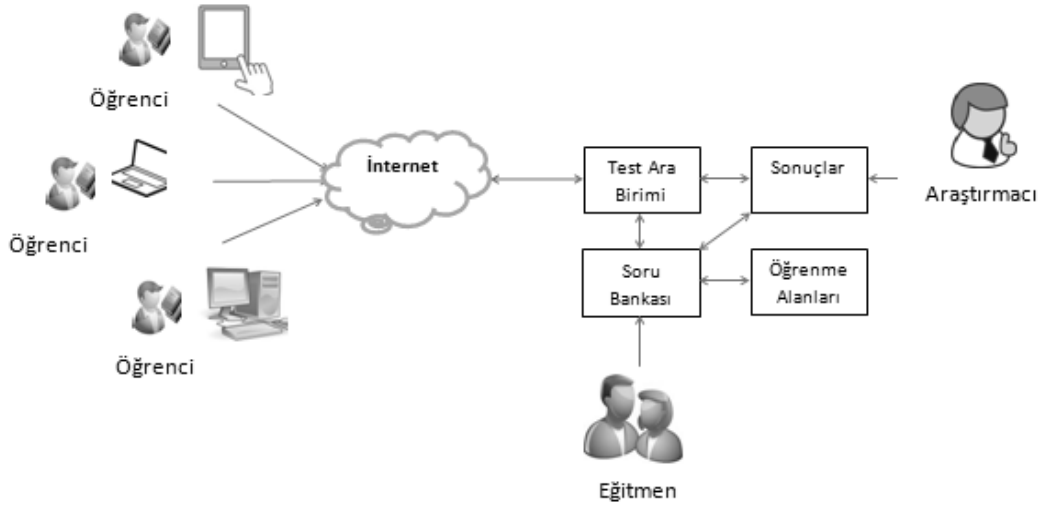 Öğrenci
İnternet
Test Ara
Birimi
Sonuçlar
Araştırmacı
Öğrenci
Soru
Bankası
Öğrenme
Alanları
Öğrenci
Eğitmen